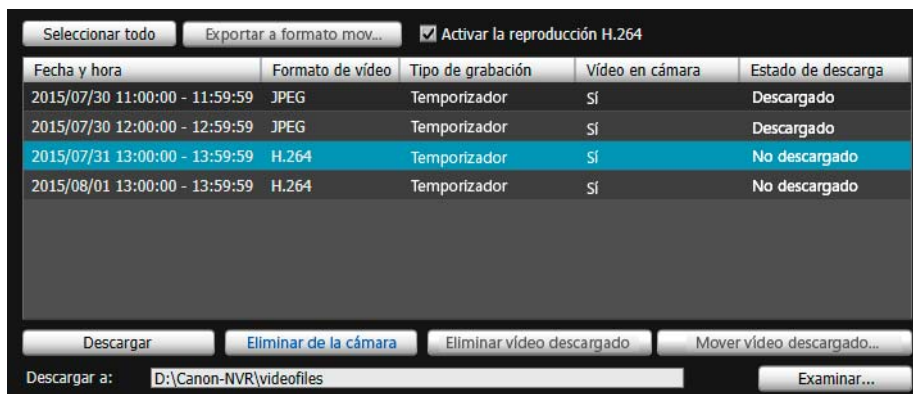 Seleccionar todo Exportar a formato mov... Activar la reproducción H.264
Fecha y hora Formato de vídeo Tipo de grabación Vídeo en cámara Estado de descarga
2015/07/30 11:00:00 - 11:59:59 JPEG Temporizador Sí Descargado
2015/07/30 12:00:00 - 12:59:59 JPEG Temporizador Sí Descargado
2015/07/31 13:00:00 - 13:59:59 H.264 Temporizador Sí No descargado
2015/08/01 13:00:00 - 13:59:59 H.264 Temporizador Sí No descargado
Descargar Eliminar de la cámara Eliminar vídeo descargado Mover vídeo descargado...
Descargar a: D:\Canon-NVR\videofiles Examinar...